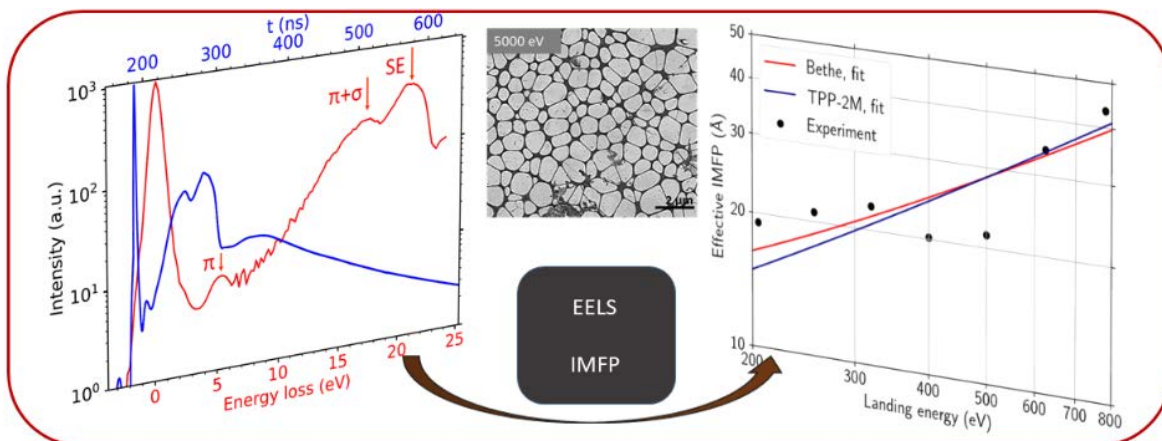 t (ns)
200 300 400 500 600
10³
10²
10¹
10⁰
Intensity (a.u.)
π
π+σ
SE
0 5 10 15 20 25
Energy loss (eV)
5000 eV
2 μm
EELS
IMFP
50
40
30
20
10
Effective IMFP (Å)
Bethe, fit
TPP-2M, fit
Experiment
200 300 400 500 600 700 800
Landing energy (eV)